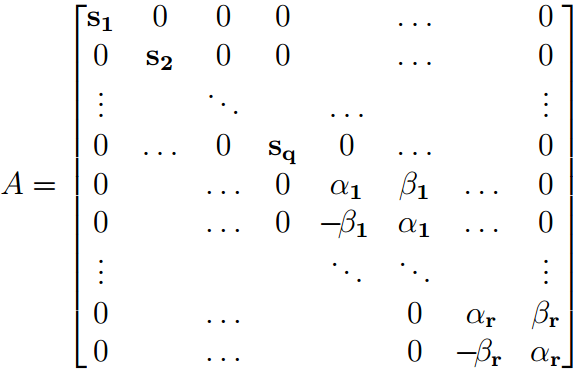 s₁ 0 0 0 … 0
0 s₂ 0 0 … 0
⋮ ⋱ … ⋮
0 … 0 s_q 0 … 0
A = 0 … 0 α₁ β₁ … 0
0 … 0 −β₁ α₁ … 0
⋮ ⋱ ⋱ ⋮
0 … 0 α_r β_r
0 … 0 −β_r α_r